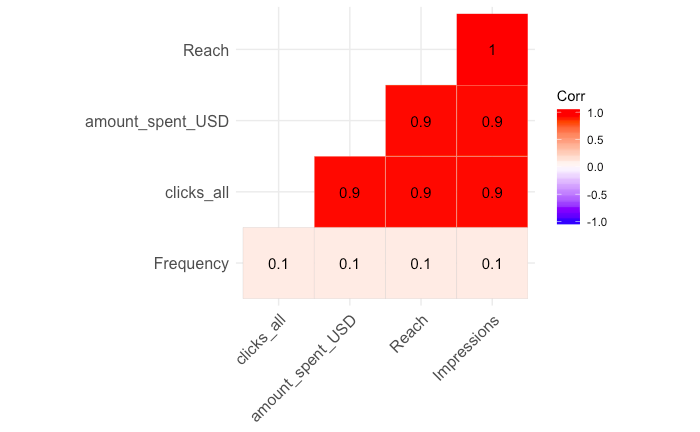 Reach
1
amount_spent_USD
0.9 0.9
clicks_all
0.9 0.9 0.9
Frequency
0.1 0.1 0.1 0.1
clicks_all
amount_spent_USD
Reach
Impressions
Corr
1.0
0.5
0.0
-0.5
-1.0